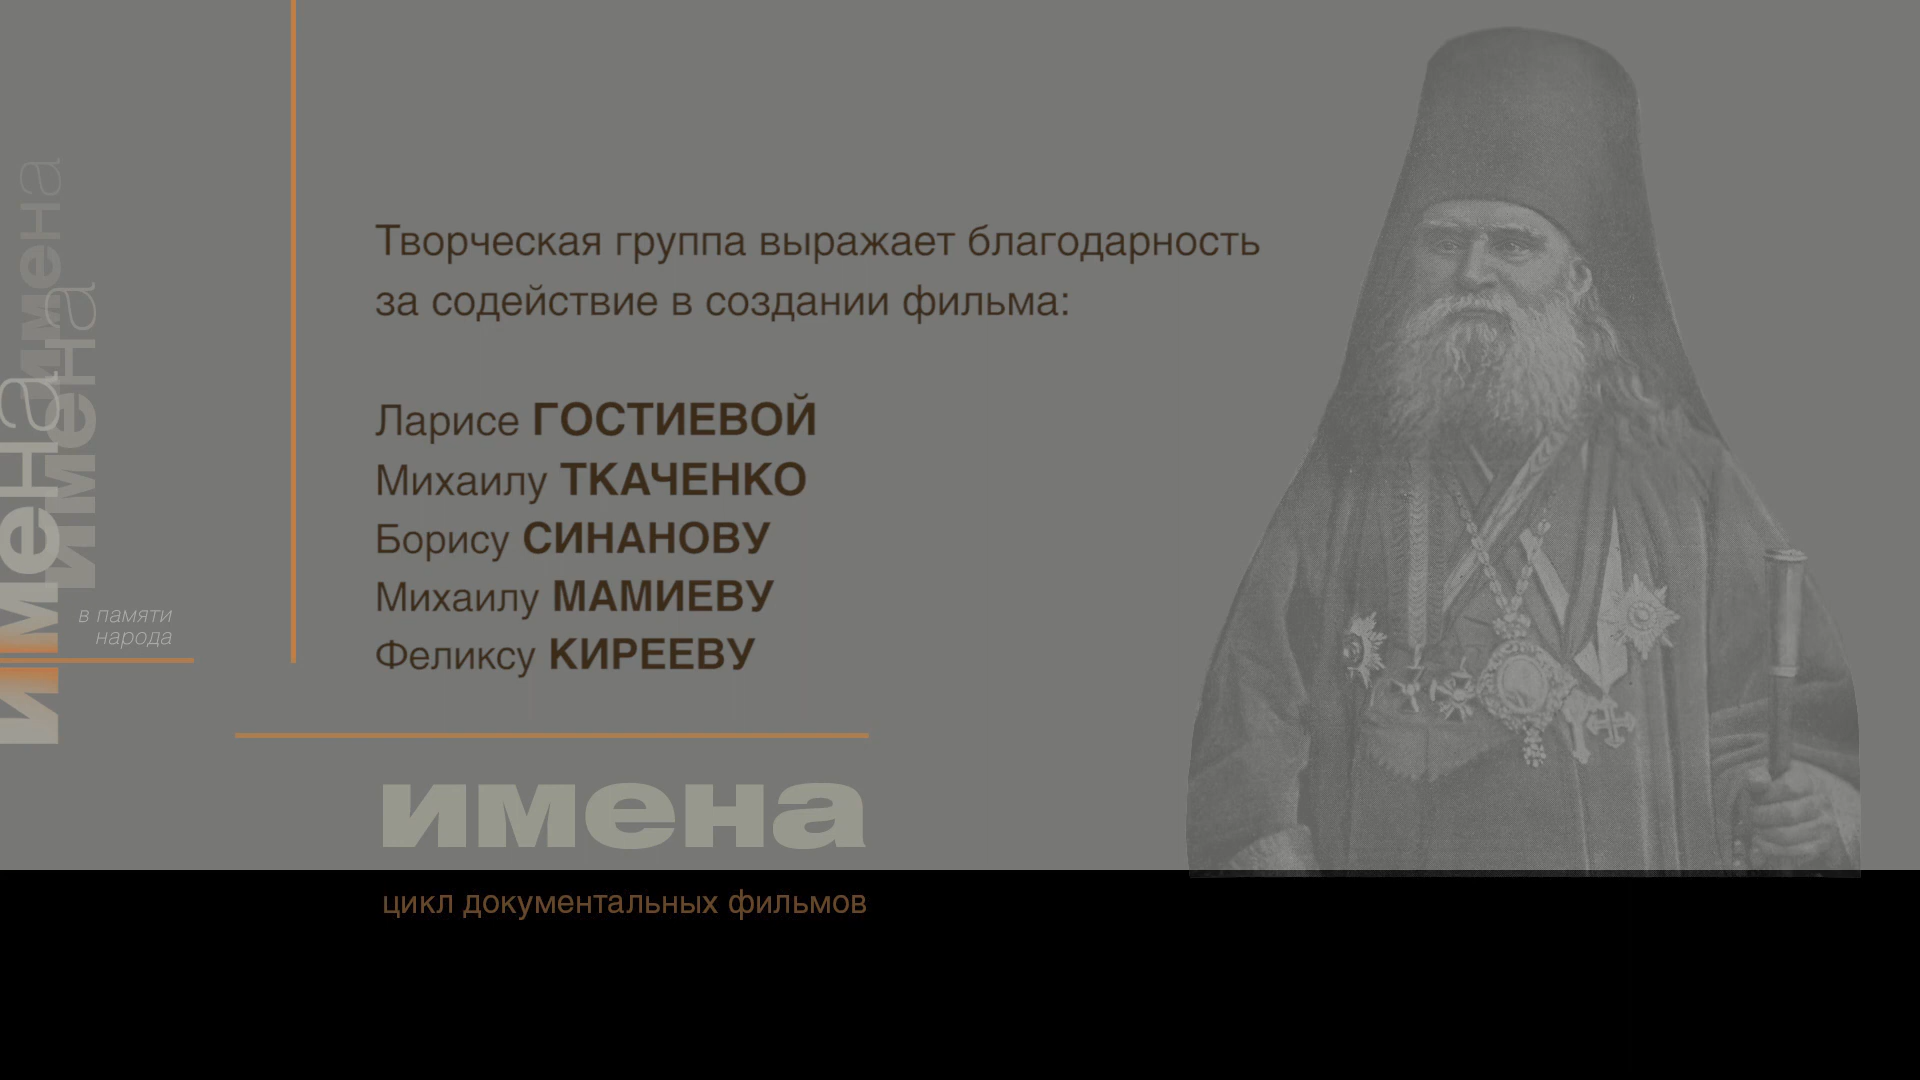 имена
имена
имена
в памяти
народа
Творческая группа выражает благодарность
за содействие в создании фильма:
Ларисе ГОСТИЕВОЙ
Михаилу ТКАЧЕНКО
Борису СИНАНОВУ
Михаилу МАМИЕВУ
Феликсу КИРЕЕВУ
имена
цикл документальных фильмов